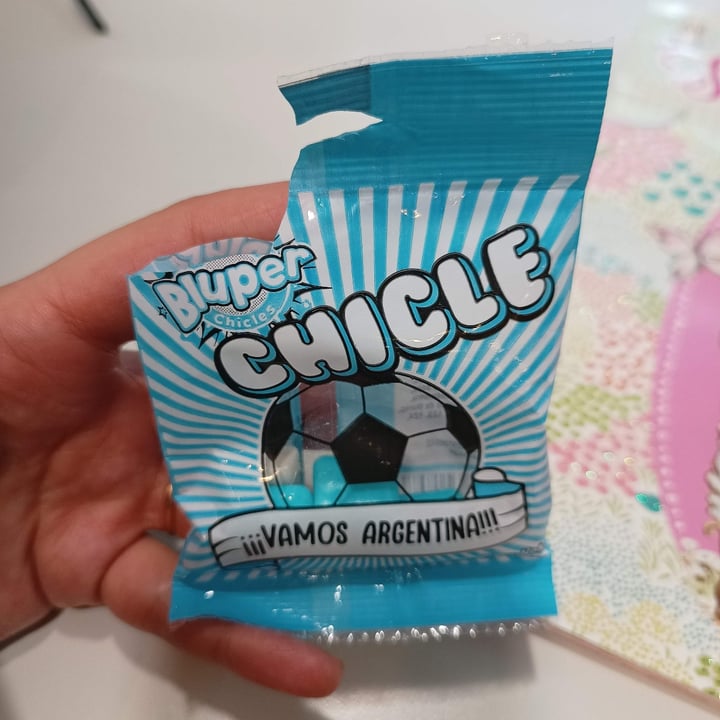 Bluper
Chicles
CHICLE
¡¡¡VAMOS ARGENTINA!!!